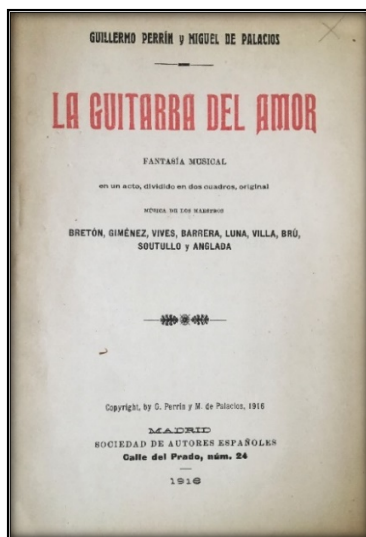 GUILLERMO PERRÍN y MIGUEL DE PALACIOS
LA GUITARRA DEL AMOR
FANTASÍA MUSICAL
en un acto, dividido en dos cuadros, original
MÚSICA DE LOS MAESTROS
BRETÓN, GIMÉNEZ, VIVES, BARRERA, LUNA, VILLA, BRÚ,
SOUTULLO y ANGLADA
Copyright, by G. Perrín y M. de Palacios, 1916
MADRID
SOCIEDAD DE AUTORES ESPAÑOLES
Calle del Prado, núm. 24
1916